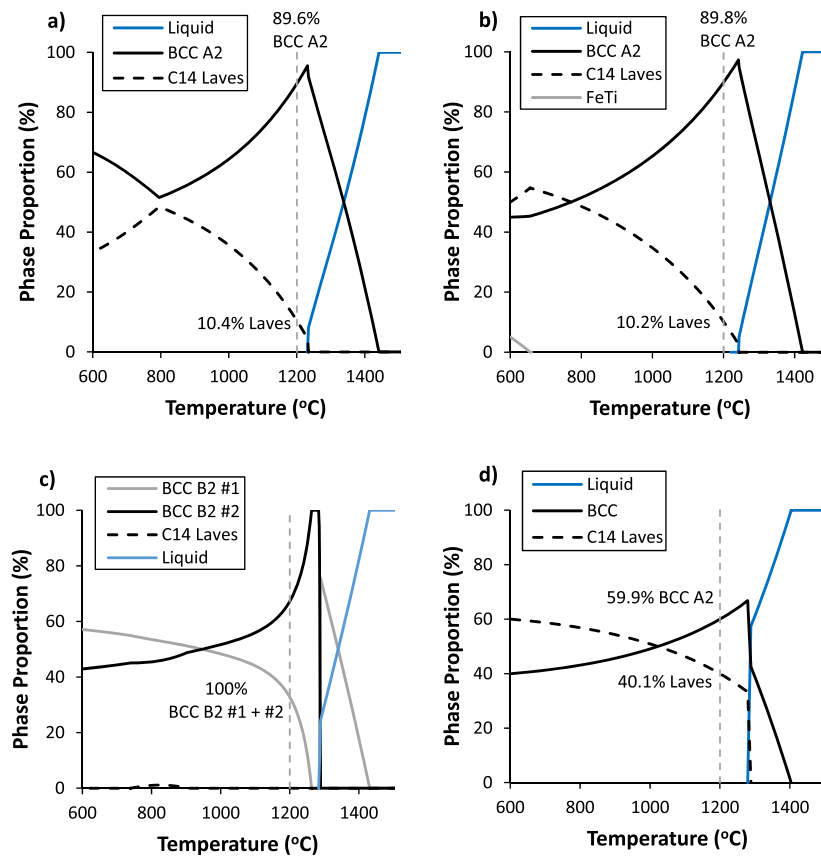 a)
Liquid
BCC A2
C14 Laves
89.6%
BCC A2
100
80
60
40
20
0
Phase Proportion (%)
10.4% Laves
600 800 1000 1200 1400
Temperature (oC)
b)
Liquid
BCC A2
C14 Laves
FeTi
89.8%
BCC A2
100
80
60
40
20
0
Phase Proportion (%)
10.2% Laves
600 800 1000 1200 1400
Temperature (oC)
c)
BCC B2 #1
BCC B2 #2
C14 Laves
Liquid
100
80
60
40
20
0
Phase Proportion (%)
100%
BCC B2 #1 + #2
600 800 1000 1200 1400
Temperature (oC)
d)
Liquid
BCC
C14 Laves
100
80
60
40
20
0
Phase Proportion (%)
59.9% BCC A2
40.1% Laves
600 800 1000 1200 1400
Temperature (oC)